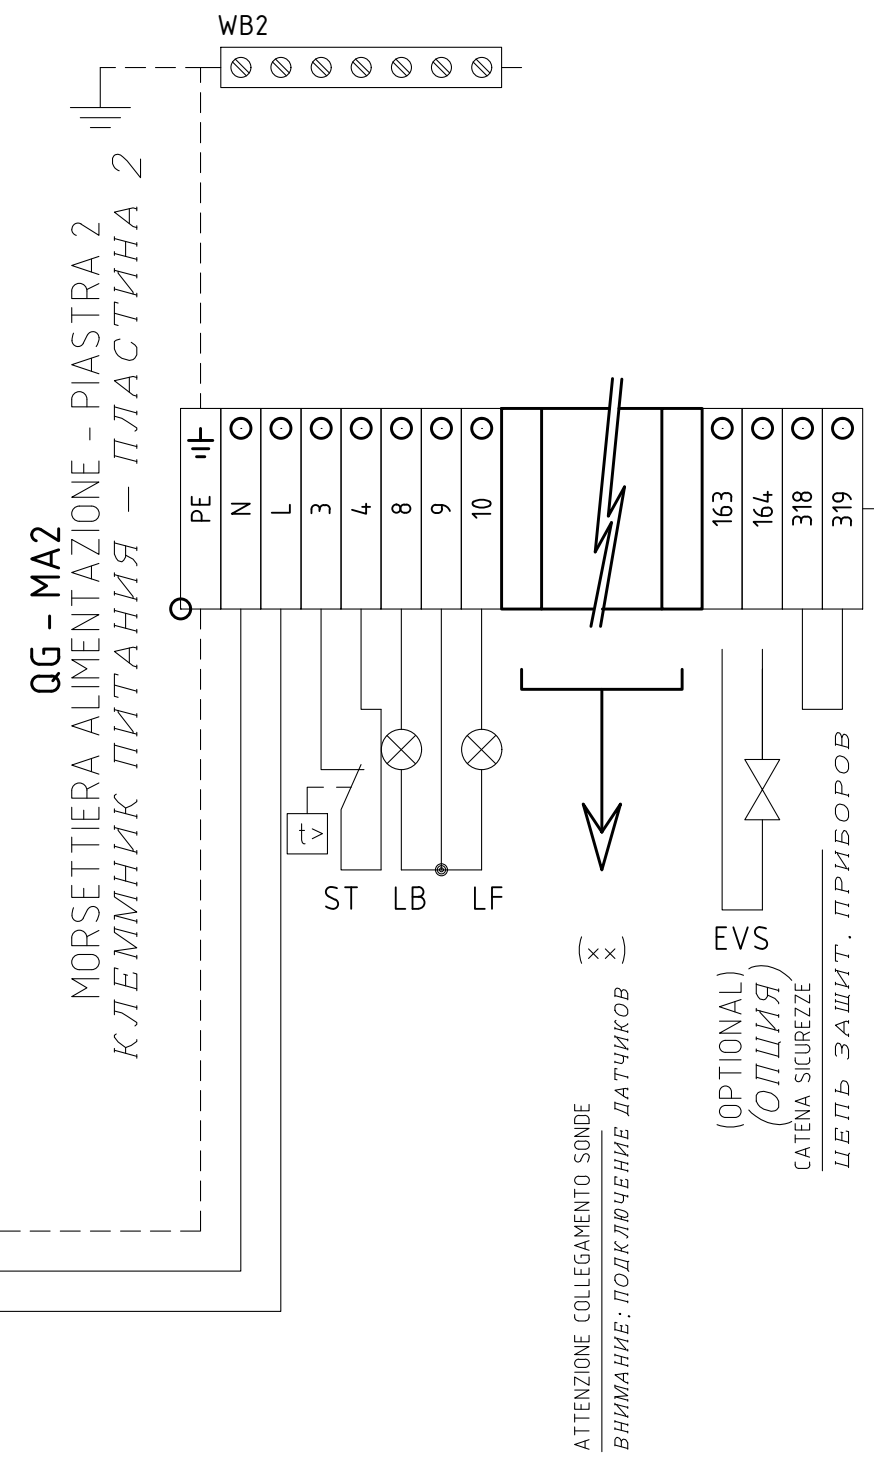 WB2
QG - MA2
MORSETTIERA ALIMENTAZIONE - PIASTRA 2
КЛЕММНИК ПИТАНИЯ - ПЛАСТИНА 2
PE
N
L
3
4
8
9
10
163
164
318
319
tv
ST
LB
LF
(xx)
ATTENZIONE COLLEGAMENTO SONDE
ВНИМАНИЕ: ПОДКЛЮЧЕНИЕ ДАТЧИКОВ
EVS
(OPTIONAL)
(ОПЦИЯ)
CATENA SICUREZZE
ЦЕПЬ ЗАЩИТ. ПРИБОРОВ